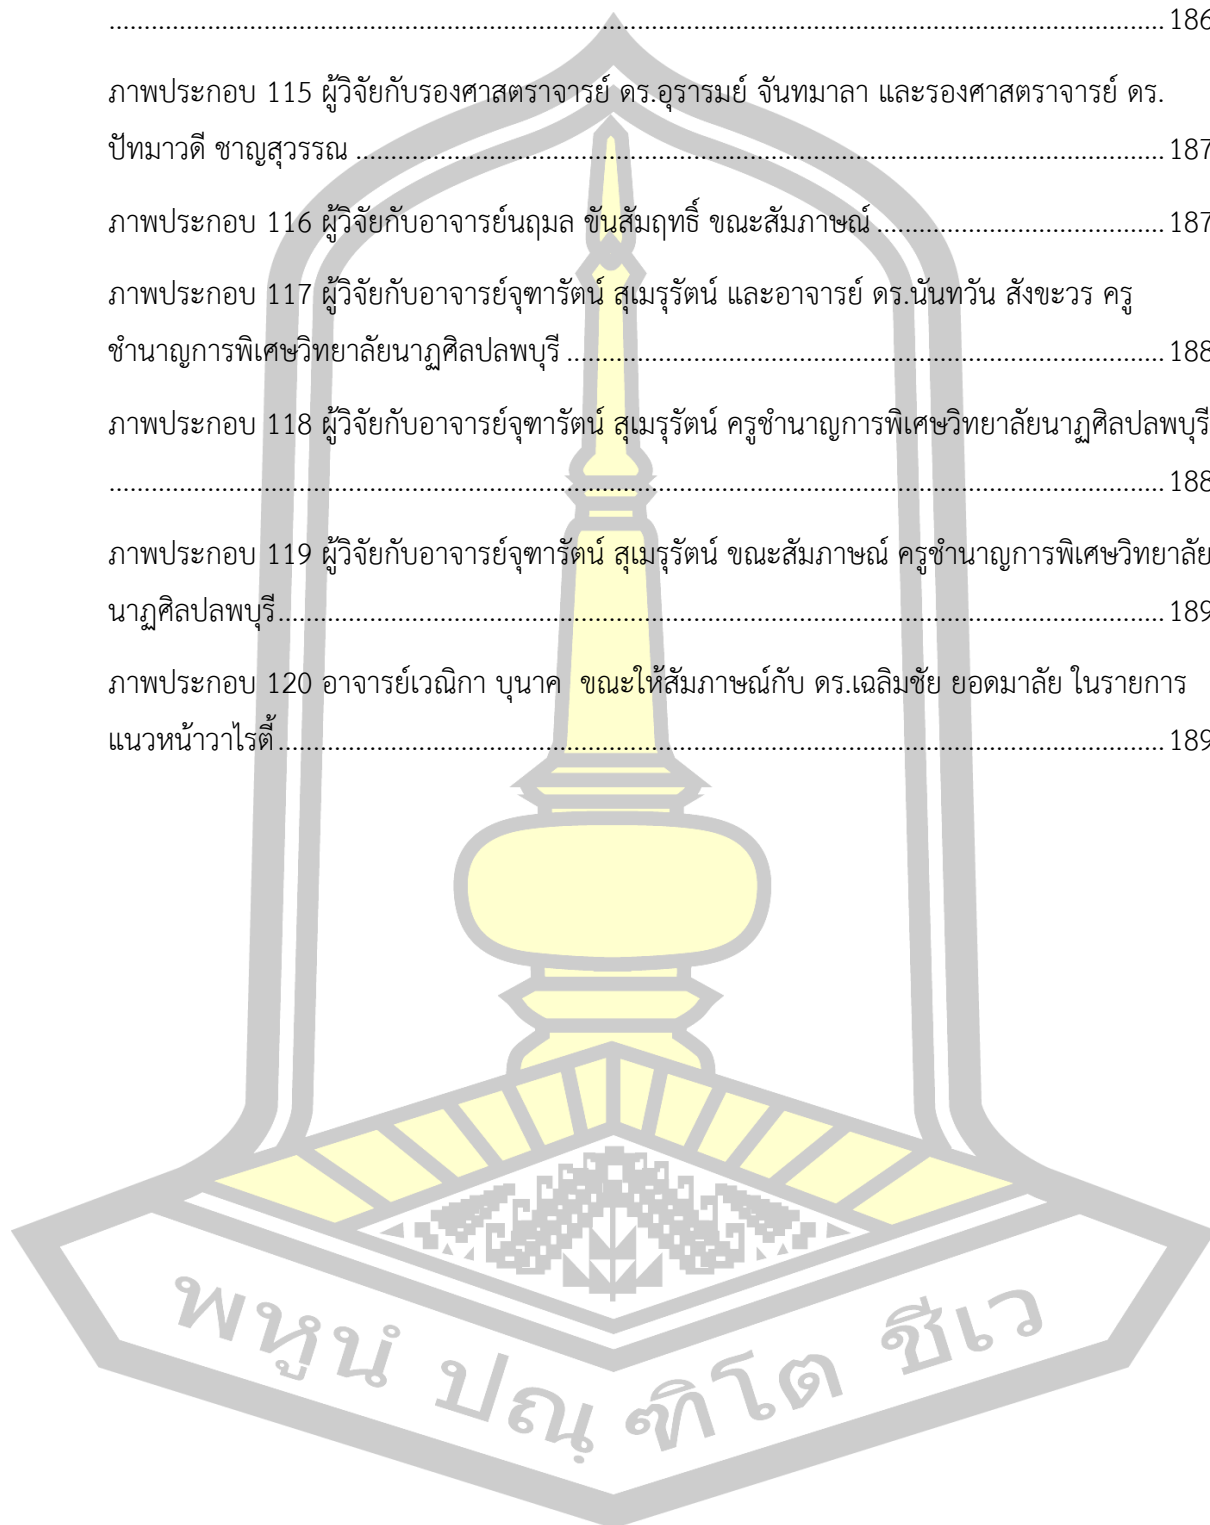 ........................................................................................................................................................ 186
ภาพประกอบ 115 ผู้วิจัยกับรองศาสตราจารย์ ดร.อุรารมย์ จันทมาลา และรองศาสตราจารย์ ดร.
ปัทมาวดี ชาญสุวรรณ .................................................................................................................... 187
ภาพประกอบ 116 ผู้วิจัยกับอาจารย์นฤมล ขันสัมฤทธิ์ ขณะสัมภาษณ์ ......................................... 187
ภาพประกอบ 117 ผู้วิจัยกับอาจารย์จุฑารัตน์ สุเมรุรัตน์ และอาจารย์ ดร.นันทวัน สังขะวร ครู
ชำนาญการพิเศษวิทยาลัยนาฏศิลปลพบุรี ..................................................................................... 188
ภาพประกอบ 118 ผู้วิจัยกับอาจารย์จุฑารัตน์ สุเมรุรัตน์ ครูชำนาญการพิเศษวิทยาลัยนาฏศิลปลพบุรี
........................................................................................................................................................ 188
ภาพประกอบ 119 ผู้วิจัยกับอาจารย์จุฑารัตน์ สุเมรุรัตน์ ขณะสัมภาษณ์ ครูชำนาญการพิเศษวิทยาลัย
นาฏศิลปลพบุรี ............................................................................................................................... 189
ภาพประกอบ 120 อาจารย์เวณิกา บุนาค ขณะให้สัมภาษณ์กับ ดร.เฉลิมชัย ยอดมาลัย ในรายการ
แนวหน้าวาไรตี้ ............................................................................................................................... 189
พหูนํ ปณฺฑิโต ชีเว